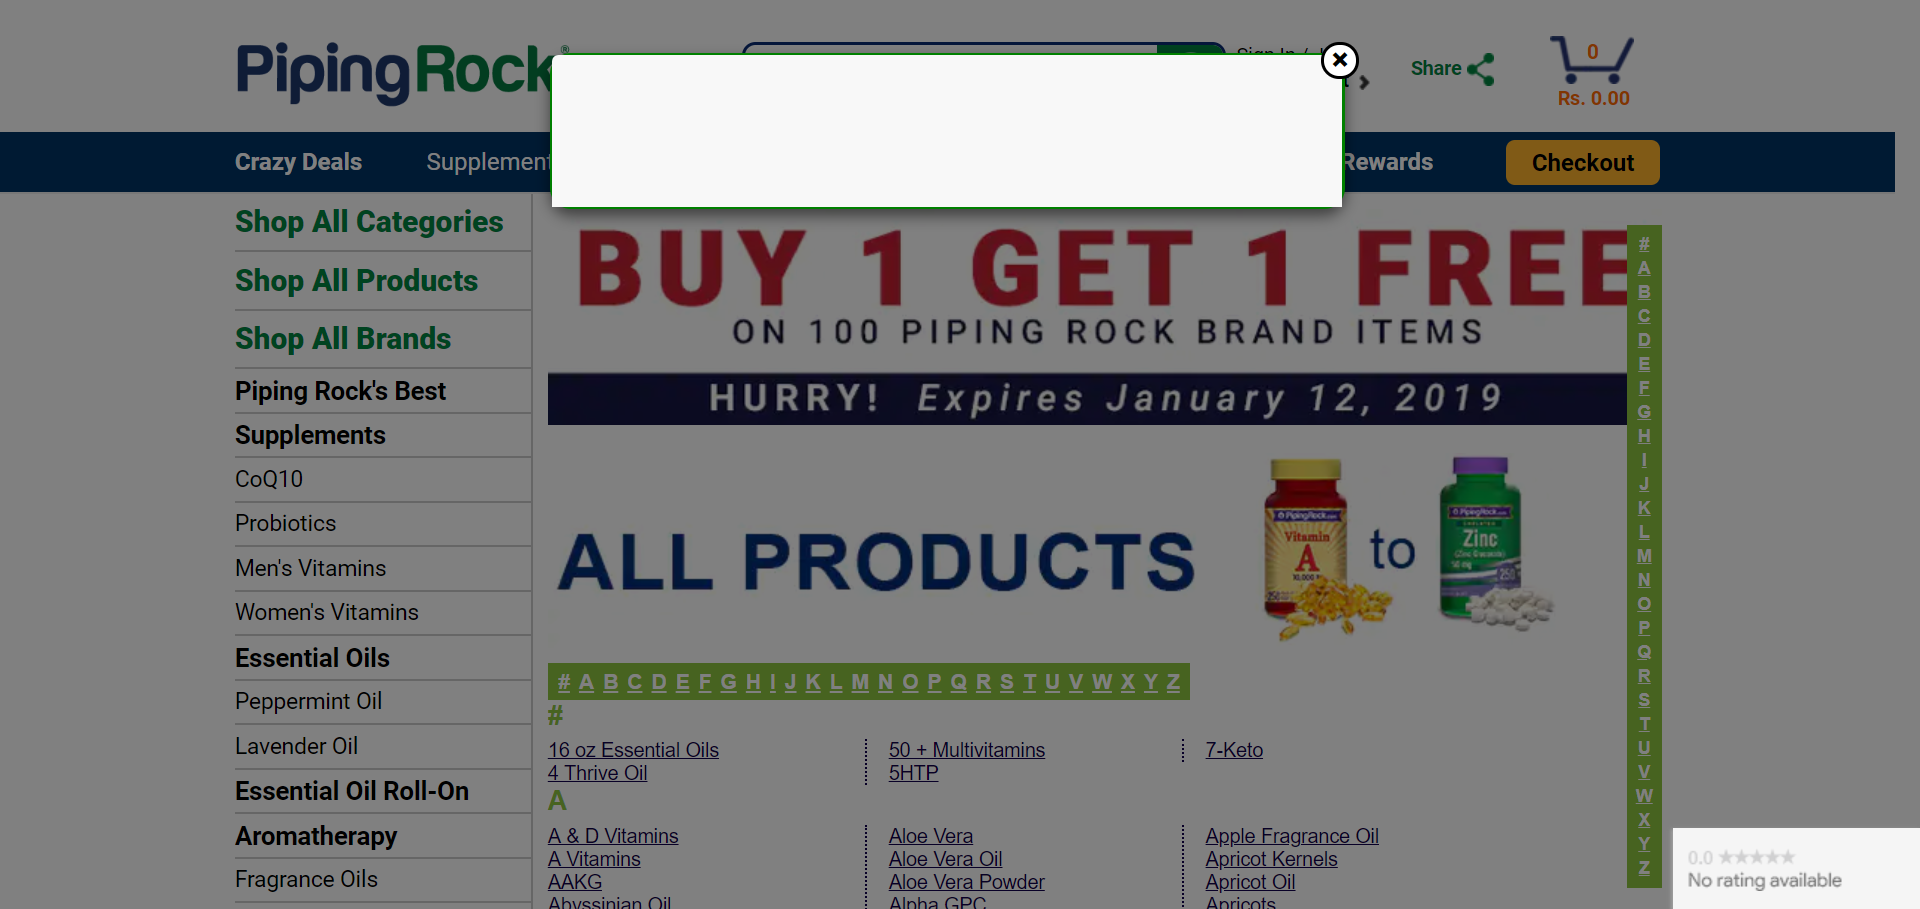 PipingRock®
Share
0
Rs. 0.00
Crazy Deals
Rewards
Checkout
Shop All Categories
Shop All Products
Shop All Brands
Piping Rock's Best
Supplements
CoQ10
Probiotics
Men's Vitamins
Women's Vitamins
Essential Oils
Peppermint Oil
Lavender Oil
Essential Oil Roll-On
Aromatherapy
Fragrance Oils
BUY 1 GET 1 FREE
ON 100 PIPING ROCK BRAND ITEMS
HURRY! Expires January 12, 2019
ALL PRODUCTS
PipingRock.com
Vitamin
A
to
PipingRock.com
Zinc
250
# A B C D E F G H I J K L M N O P Q R S T U V W X Y Z
#
16 oz Essential Oils
4 Thrive Oil
50 + Multivitamins
5HTP
7-Keto
A
A & D Vitamins
A Vitamins
AAKG
Abyssinian Oil
Aloe Vera
Aloe Vera Oil
Aloe Vera Powder
Alpha GPC
Apple Fragrance Oil
Apricot Kernels
Apricot Oil
Apricots
#
A
B
C
D
E
F
G
H
I
J
K
L
M
N
O
P
Q
R
S
T
U
V
W
X
Y
Z
0.0
No rating available